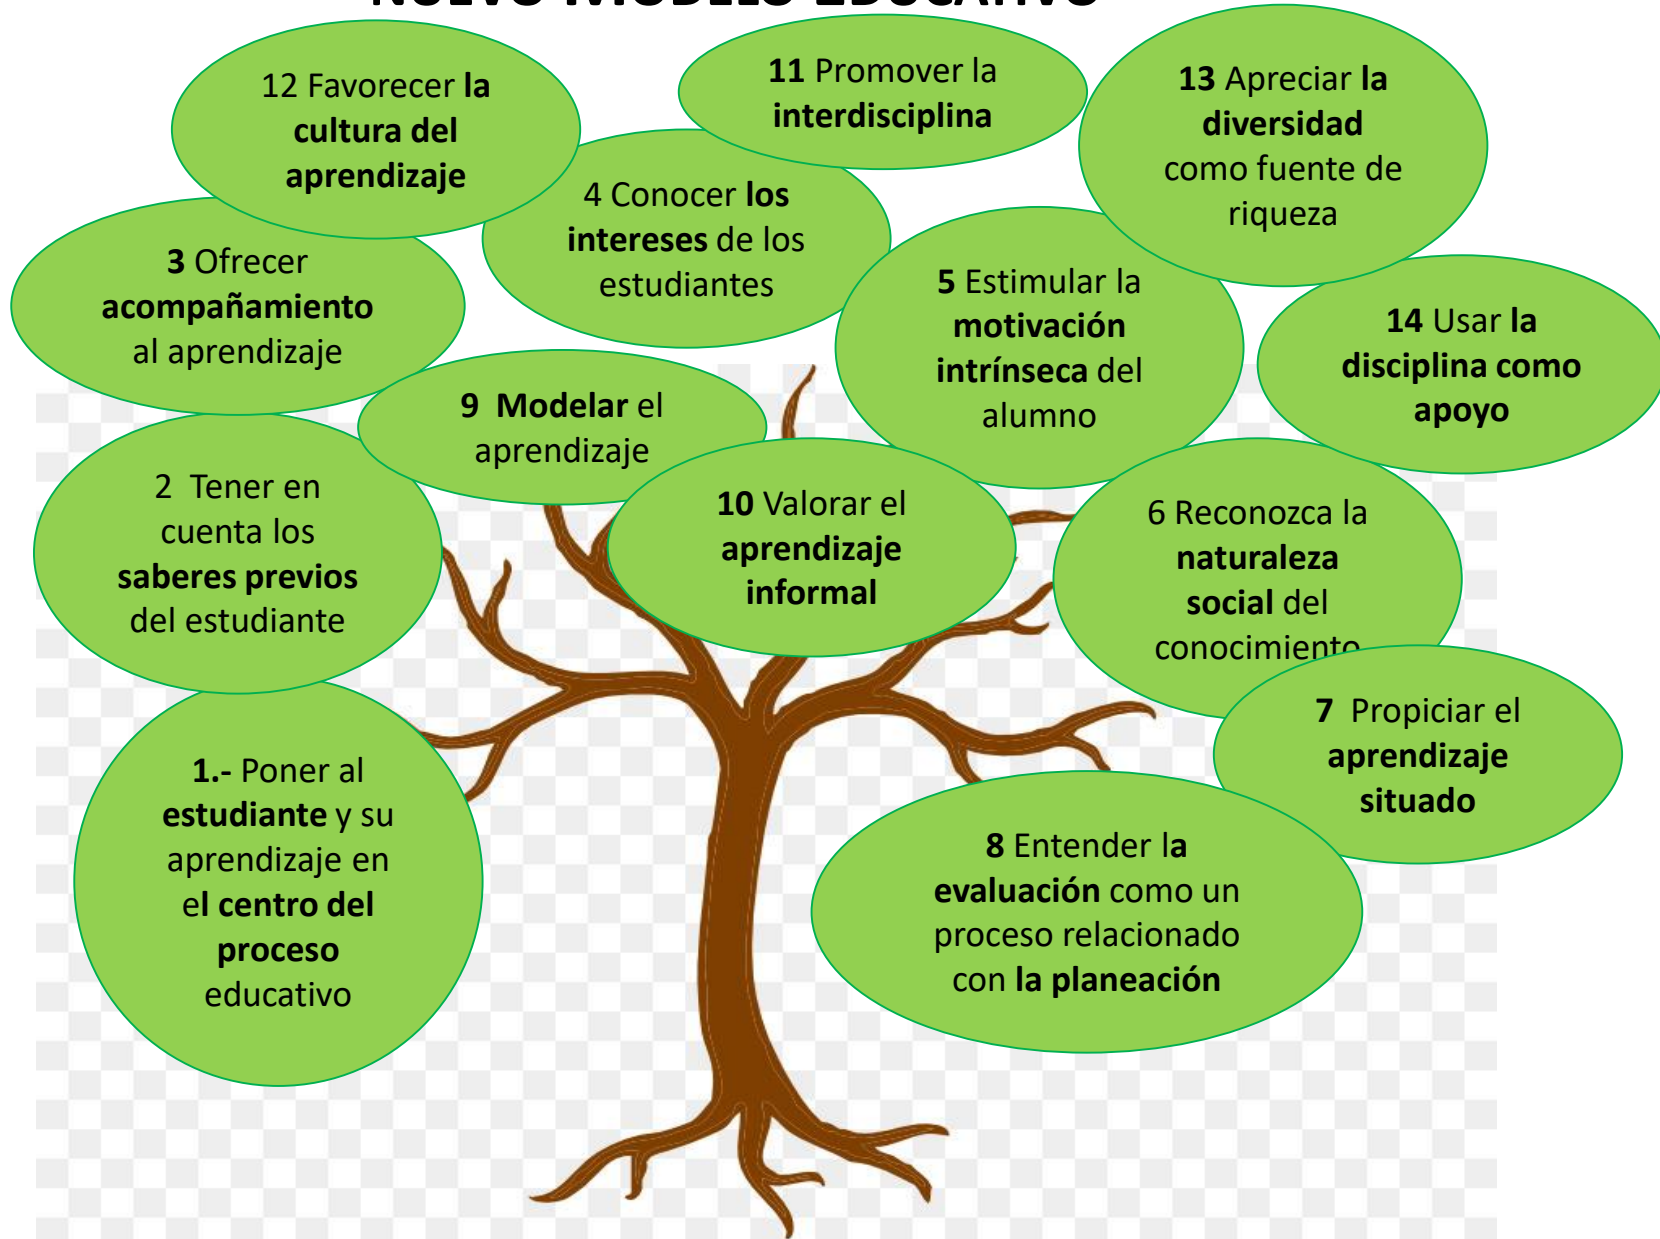 NUEVO MODELO EDUCATIVO
12 Favorecer la
cultura del
aprendizaje
11 Promover la
interdisciplina
13 Apreciar la
diversidad
como fuente de
riqueza
4 Conocer los
intereses de los
estudiantes
3 Ofrecer
acompañamiento
al aprendizaje
5 Estimular la
motivación
intrínseca del
alumno
14 Usar la
disciplina como
apoyo
9 Modelar el
aprendizaje
2 Tener en
cuenta los
saberes previos
del estudiante
10 Valorar el
aprendizaje
informal
6 Reconozca la
naturaleza
social del
conocimiento
7 Propiciar el
aprendizaje
situado
1.- Poner al
estudiante y su
aprendizaje en
el centro del
proceso
educativo
8 Entender la
evaluación como un
proceso relacionado
con la planeación